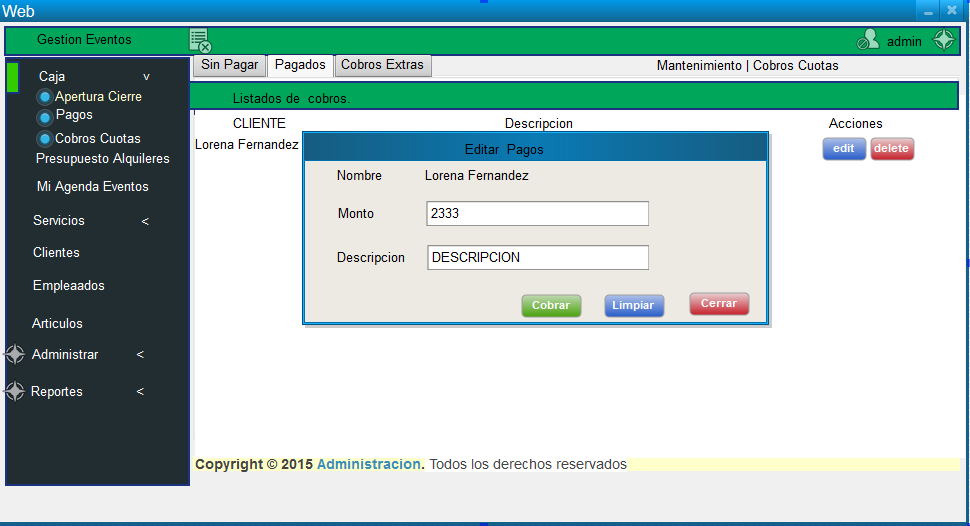 Web
Gestion Eventos
admin
Sin Pagar Pagados Cobros Extras
Mantenimiento | Cobros Cuotas
Caja v
Apertura Cierre
Pagos
Cobros Cuotas
Presupuesto Alquileres
Mi Agenda Eventos
Servicios <
Clientes
Empleaados
Articulos
Administrar <
Reportes <
Listados de cobros.
CLIENTE Descripcion Acciones
Lorena Fernandez edit delete
Editar Pagos
Nombre Lorena Fernandez
Monto 2333
Descripcion DESCRIPCION
Cobrar Limpiar Cerrar
Copyright © 2015 Administracion. Todos los derechos reservados